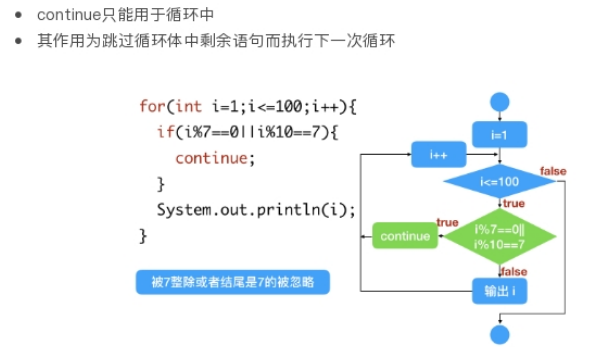 continue只能用于循环中
其作用为跳过循环体中剩余语句而执行下一次循环
for(int i=1;i<=100;i++){
if(i%7==0||i%10==7){
continue;
}
System.out.println(i);
}
被7整除或者结尾是7的被忽略
i=1
i++
i<=100
false
true
i%7==0||
i%10==7
true
continue
false
输出 i